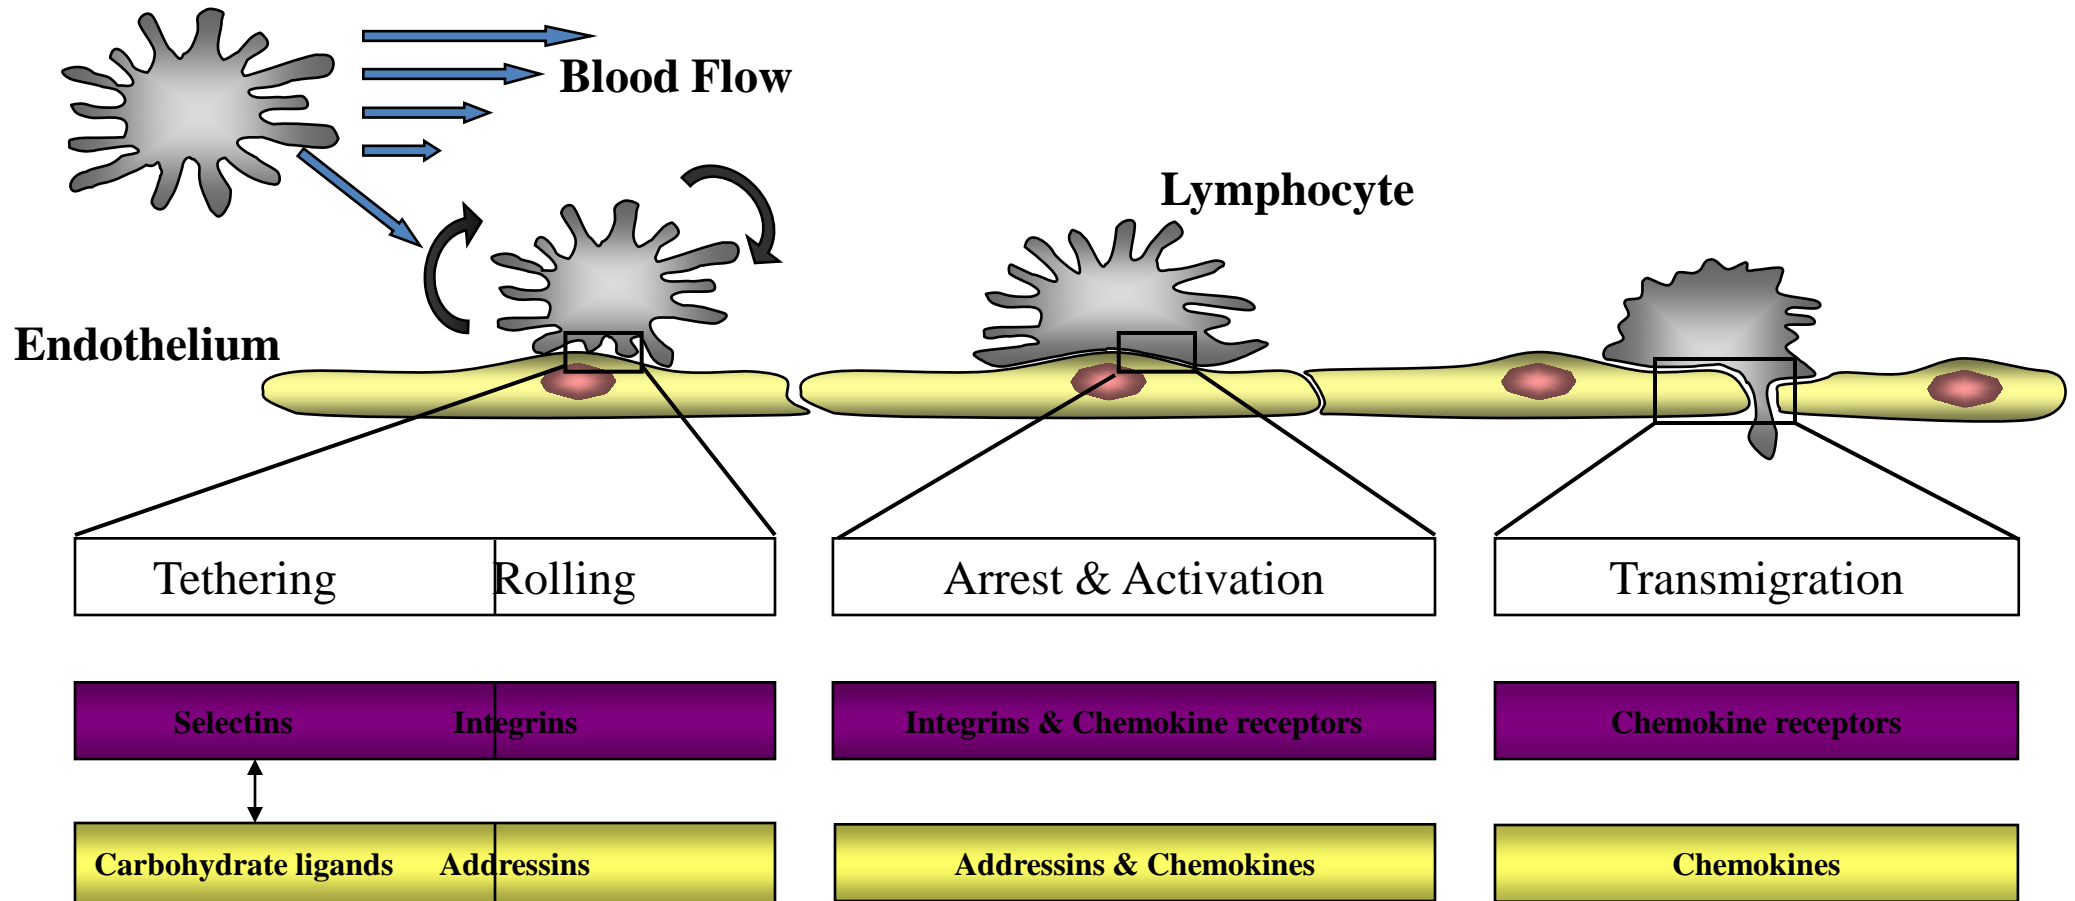 Blood Flow
Lymphocyte
Endothelium
Tethering Rolling
Arrest & Activation
Transmigration
Selectins Integrins
Integrins & Chemokine receptors
Chemokine receptors
Carbohydrate ligands Addressins
Addressins & Chemokines
Chemokines